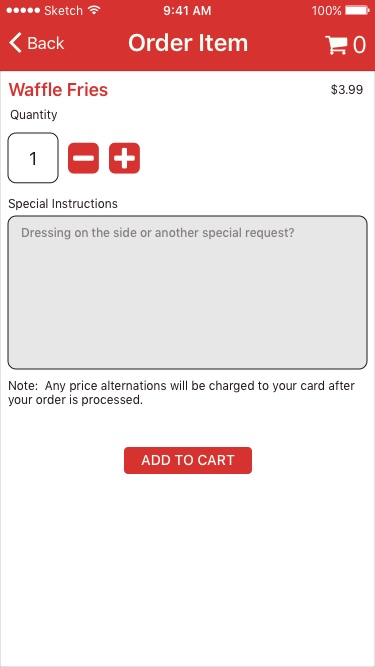 Sketch 9:41 AM 100%
Back Order Item 0
Waffle Fries $3.99
Quantity
1
Special Instructions
Dressing on the side or another special request?
Note:  Any price alternations will be charged to your card after
your order is processed.
ADD TO CART